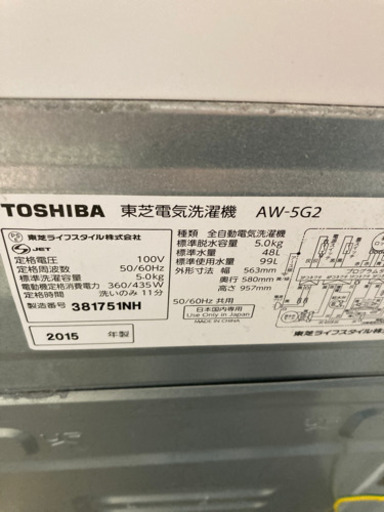 TOSHIBA 東芝電気洗濯機 AW-5G2
JET
東芝ライフスタイル株式会社
定格電圧 100V
定格周波数 50/60Hz
標準洗濯容量 5.0kg
電動機定格消費電力 360/435W
定格時間 洗いのみ 11分
製造番号 381751NH
2015 年製
種類 全自動電気洗濯機
標準脱水容量 5.0kg
標準水量 48L
標準使用水量 99L
外形寸法 幅 563mm
奥行 580mm
高さ 957mm
50/60Hz 共用
日本国内専用
Use Only in Japan
MADE IN CHINA
東芝ライフスタイル株